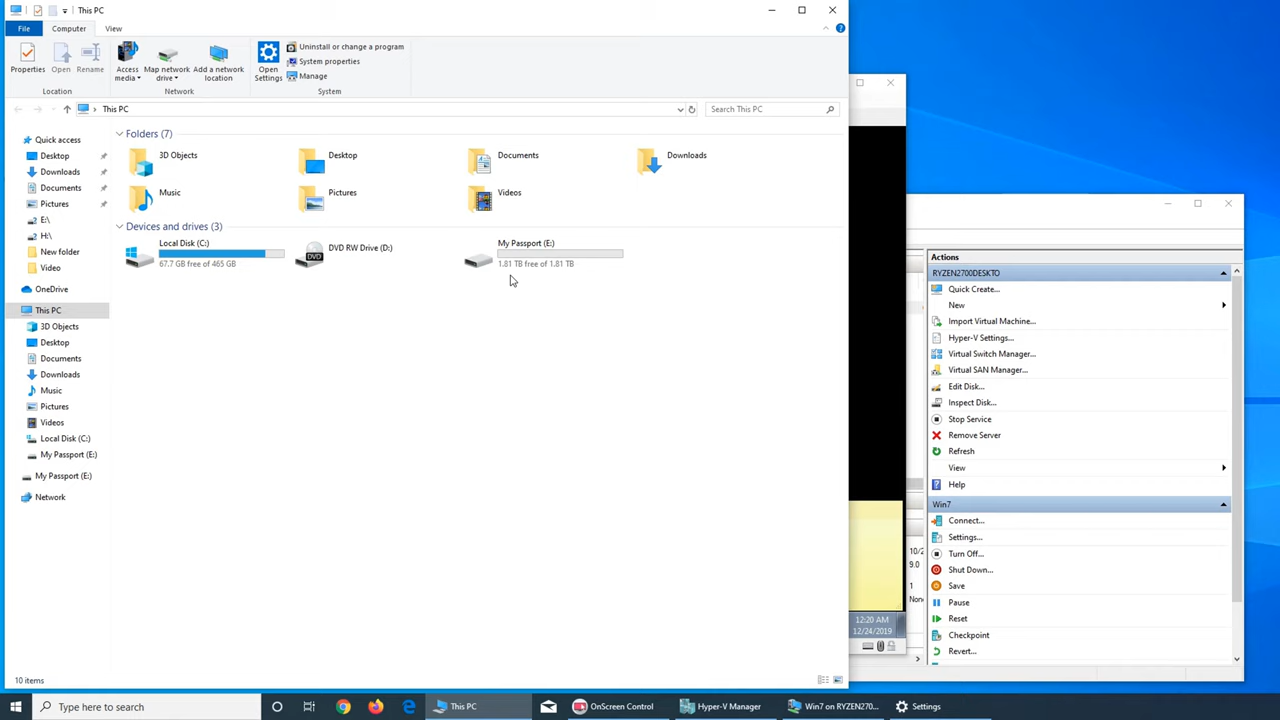 This PC
File
Computer
View
Properties
Open
Rename
Access media
Map network drive
Add a network location
Open Settings
Uninstall or change a program
System properties
Manage
Location
Network
System
This PC
Search This PC
Quick access
Desktop
Downloads
Documents
Pictures
E:\
H:\
New folder
Video
OneDrive
This PC
3D Objects
Desktop
Documents
Downloads
Music
Pictures
Videos
Local Disk (C:)
My Passport (E:)
My Passport (E:)
Network
Folders (7)
3D Objects
Desktop
Documents
Downloads
Music
Pictures
Videos
Devices and drives (3)
Local Disk (C:)
67.7 GB free of 465 GB
DVD RW Drive (D:)
DVD
My Passport (E:)
1.81 TB free of 1.81 TB
10 items
Actions
RYZEN2700DESKTO
Quick Create...
New
Import Virtual Machine...
Hyper-V Settings...
Virtual Switch Manager...
Virtual SAN Manager...
Edit Disk...
Inspect Disk...
Stop Service
Remove Server
Refresh
View
Help
Win7
Connect...
Settings...
Turn Off...
Shut Down...
Save
Pause
Reset
Checkpoint
Revert...
10/2
9.0
1
None
12:20 AM
12/24/2019
Type here to search
This PC
OnScreen Control
Hyper-V Manager
Win7 on RYZEN270...
Settings